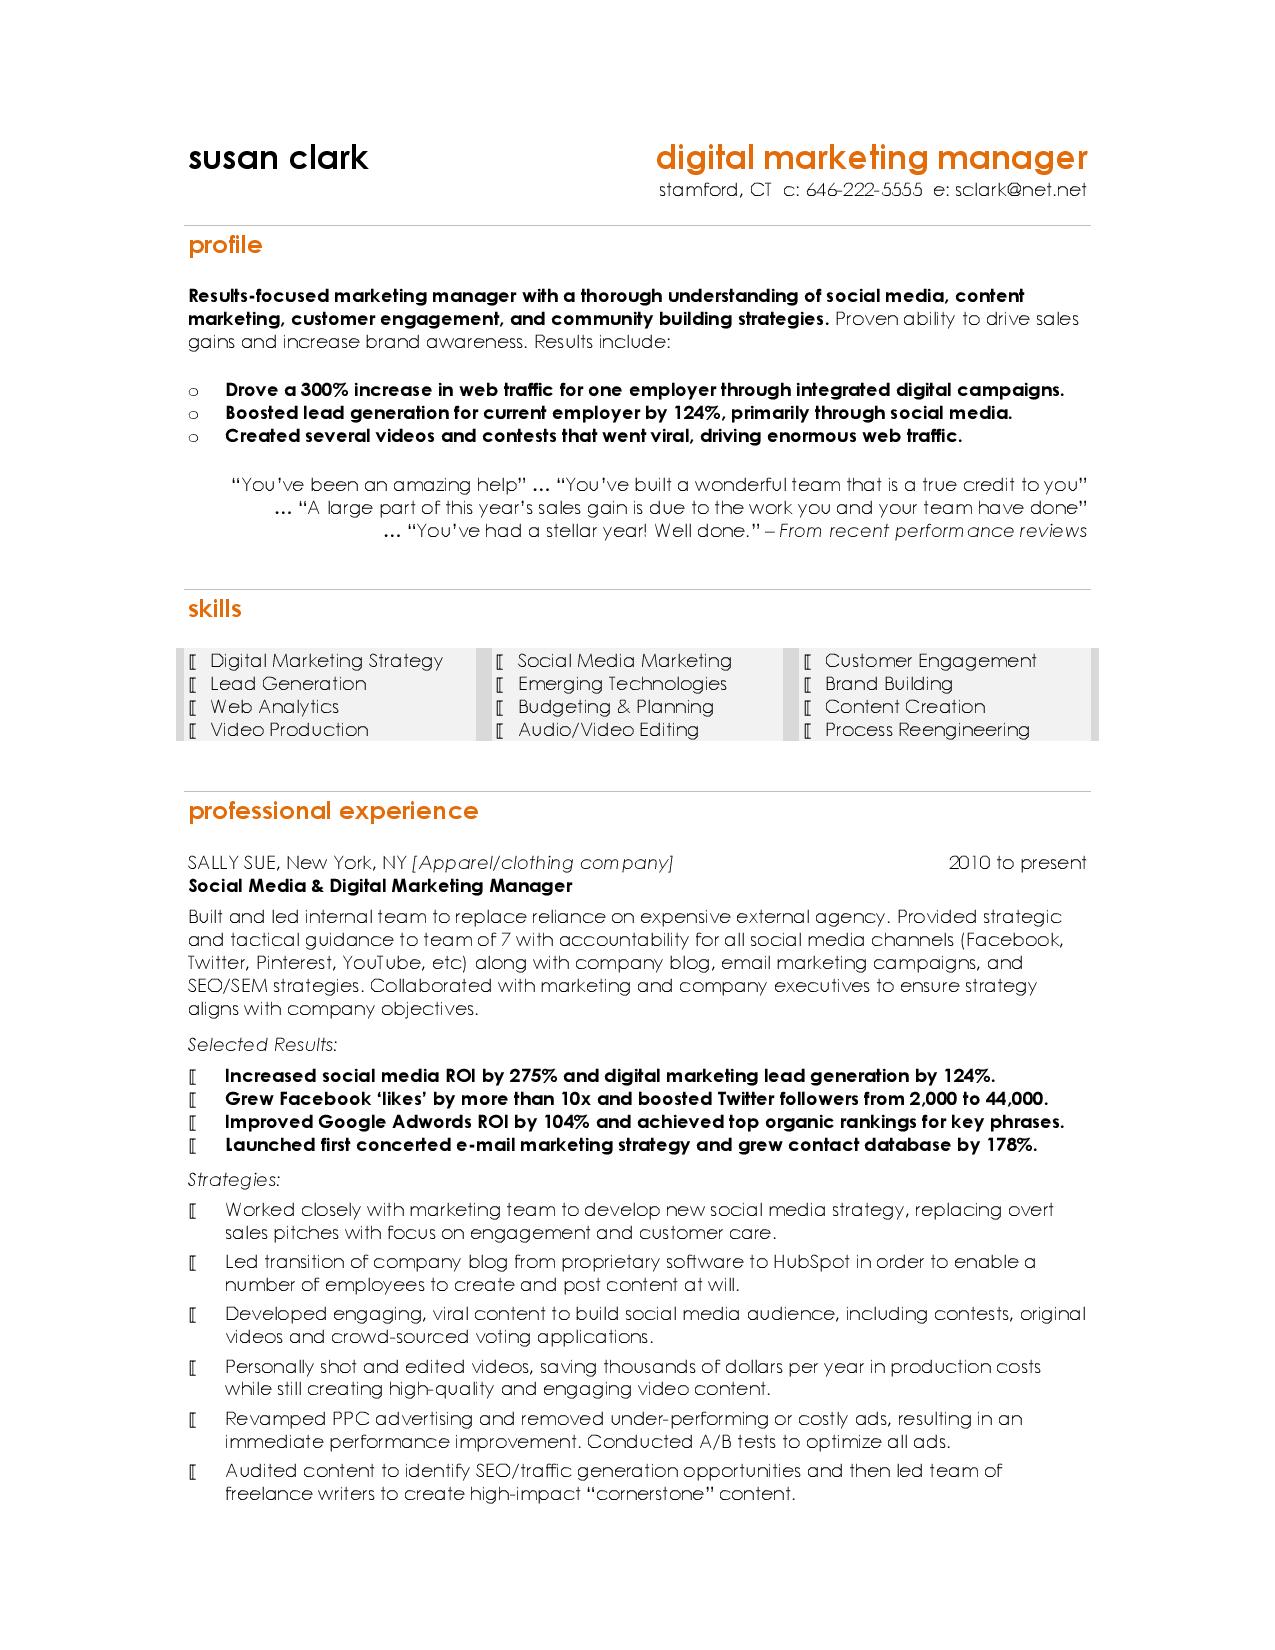 susan clark digital marketing manager
stamford, CT c: 646-222-5555 e: sclark@net.net
profile
Results-focused marketing manager with a thorough understanding of social media, content
marketing, customer engagement, and community building strategies. Proven ability to drive sales
gains and increase brand awareness. Results include:
o Drove a 300% increase in web traffic for one employer through integrated digital campaigns.
o Boosted lead generation for current employer by 124%, primarily through social media.
o Created several videos and contests that went viral, driving enormous web traffic.
“You’ve been an amazing help” … “You’ve built a wonderful team that is a true credit to you”
… “A large part of this year’s sales gain is due to the work you and your team have done”
… “You’ve had a stellar year! Well done.” – From recent performance reviews
skills
⟦ Digital Marketing Strategy ⟦ Social Media Marketing ⟦ Customer Engagement
⟦ Lead Generation ⟦ Emerging Technologies ⟦ Brand Building
⟦ Web Analytics ⟦ Budgeting & Planning ⟦ Content Creation
⟦ Video Production ⟦ Audio/Video Editing ⟦ Process Reengineering
professional experience
SALLY SUE, New York, NY [Apparel/clothing company] 2010 to present
Social Media & Digital Marketing Manager
Built and led internal team to replace reliance on expensive external agency. Provided strategic
and tactical guidance to team of 7 with accountability for all social media channels (Facebook,
Twitter, Pinterest, YouTube, etc) along with company blog, email marketing campaigns, and
SEO/SEM strategies. Collaborated with marketing and company executives to ensure strategy
aligns with company objectives.
Selected Results:
⟦ Increased social media ROI by 275% and digital marketing lead generation by 124%.
⟦ Grew Facebook ‘likes’ by more than 10x and boosted Twitter followers from 2,000 to 44,000.
⟦ Improved Google Adwords ROI by 104% and achieved top organic rankings for key phrases.
⟦ Launched first concerted e-mail marketing strategy and grew contact database by 178%.
Strategies:
⟦ Worked closely with marketing team to develop new social media strategy, replacing overt
sales pitches with focus on engagement and customer care.
⟦ Led transition of company blog from proprietary software to HubSpot in order to enable a
number of employees to create and post content at will.
⟦ Developed engaging, viral content to build social media audience, including contests, original
videos and crowd-sourced voting applications.
⟦ Personally shot and edited videos, saving thousands of dollars per year in production costs
while still creating high-quality and engaging video content.
⟦ Revamped PPC advertising and removed under-performing or costly ads, resulting in an
immediate performance improvement. Conducted A/B tests to optimize all ads.
⟦ Audited content to identify SEO/traffic generation opportunities and then led team of
freelance writers to create high-impact “cornerstone” content.